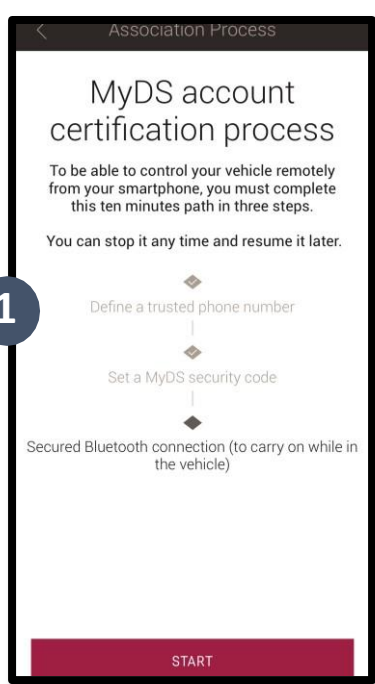 Association Process
MyDS account
certification process
To be able to control your vehicle remotely
from your smartphone, you must complete
this ten minutes path in three steps.
You can stop it any time and resume it later.
1
Define a trusted phone number
Set a MyDS security code
Secured Bluetooth connection (to carry on while in
the vehicle)
START